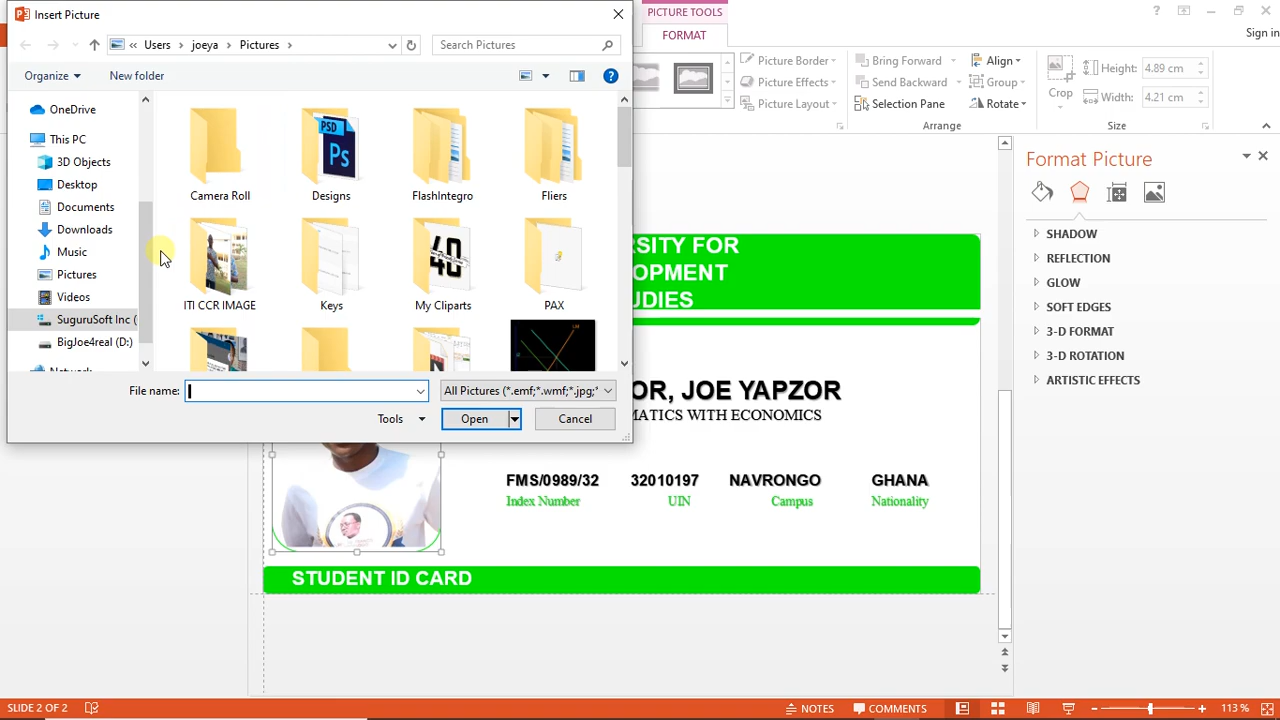 Insert Picture
PICTURE TOOLS
FORMAT
Sign in
Users
joeya
Pictures
Search Pictures
Organize
New folder
Picture Border
Picture Effects
Picture Layout
Bring Forward
Send Backward
Selection Pane
Align
Group
Rotate
Arrange
Crop
Height: 4.89 cm
Width: 4.21 cm
Size
OneDrive
This PC
3D Objects
Desktop
Documents
Downloads
Music
Pictures
Videos
SuguruSoft Inc (
BigJoe4real (D:)
Network
PSD
Ps
Camera Roll
Designs
FlashIntegro
Fliers
40
ITI CCR IMAGE
Keys
My Cliparts
PAX
File name:
All Pictures (*.emf;*.wmf;*.jpg;*
Tools
Open
Cancel
Format Picture
SHADOW
REFLECTION
GLOW
SOFT EDGES
3-D FORMAT
3-D ROTATION
ARTISTIC EFFECTS
RSITY FOR
OPMENT
UDIES
OR, JOE YAPZOR
MATICS WITH ECONOMICS
FMS/0989/32 32010197 NAVRONGO GHANA
Index Number UIN Campus Nationality
STUDENT ID CARD
SLIDE 2 OF 2
NOTES
COMMENTS
113 %